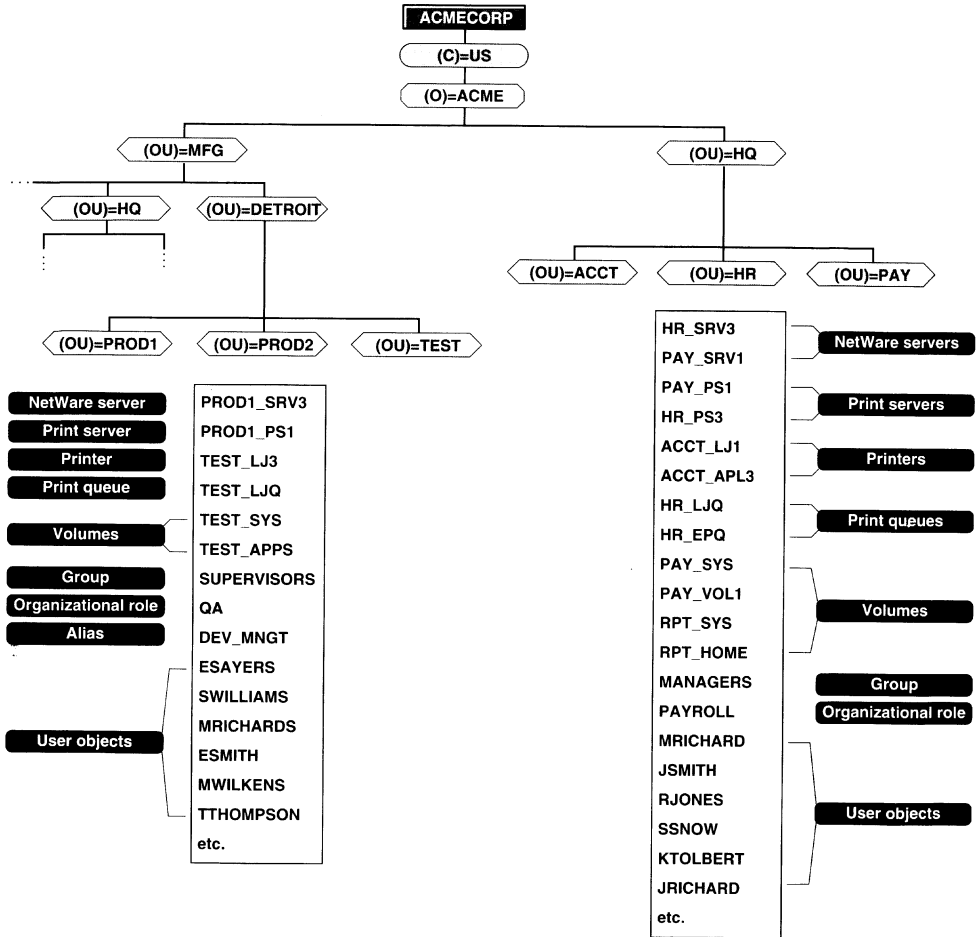 ACMECORP
(C)=US
(O)=ACME
(OU)=MFG
(OU)=HQ
(OU)=HQ
(OU)=DETROIT
(OU)=ACCT
(OU)=HR
(OU)=PAY
(OU)=PROD1
(OU)=PROD2
(OU)=TEST
NetWare server
Print server
Printer
Print queue
Volumes
Group
Organizational role
Alias
User objects
PROD1_SRV3
PROD1_PS1
TEST_LJ3
TEST_LJQ
TEST_SYS
TEST_APPS
SUPERVISORS
QA
DEV_MNGT
ESAYERS
SWILLIAMS
MRICHARDS
ESMITH
MWILKENS
TTHOMPSON
etc.
HR_SRV3
PAY_SRV1
PAY_PS1
HR_PS3
ACCT_LJ1
ACCT_APL3
HR_LJQ
HR_EPQ
PAY_SYS
PAY_VOL1
RPT_SYS
RPT_HOME
MANAGERS
PAYROLL
MRICHARD
JSMITH
RJONES
SSNOW
KTOLBERT
JRICHARD
etc.
NetWare servers
Print servers
Printers
Print queues
Volumes
Group
Organizational role
User objects